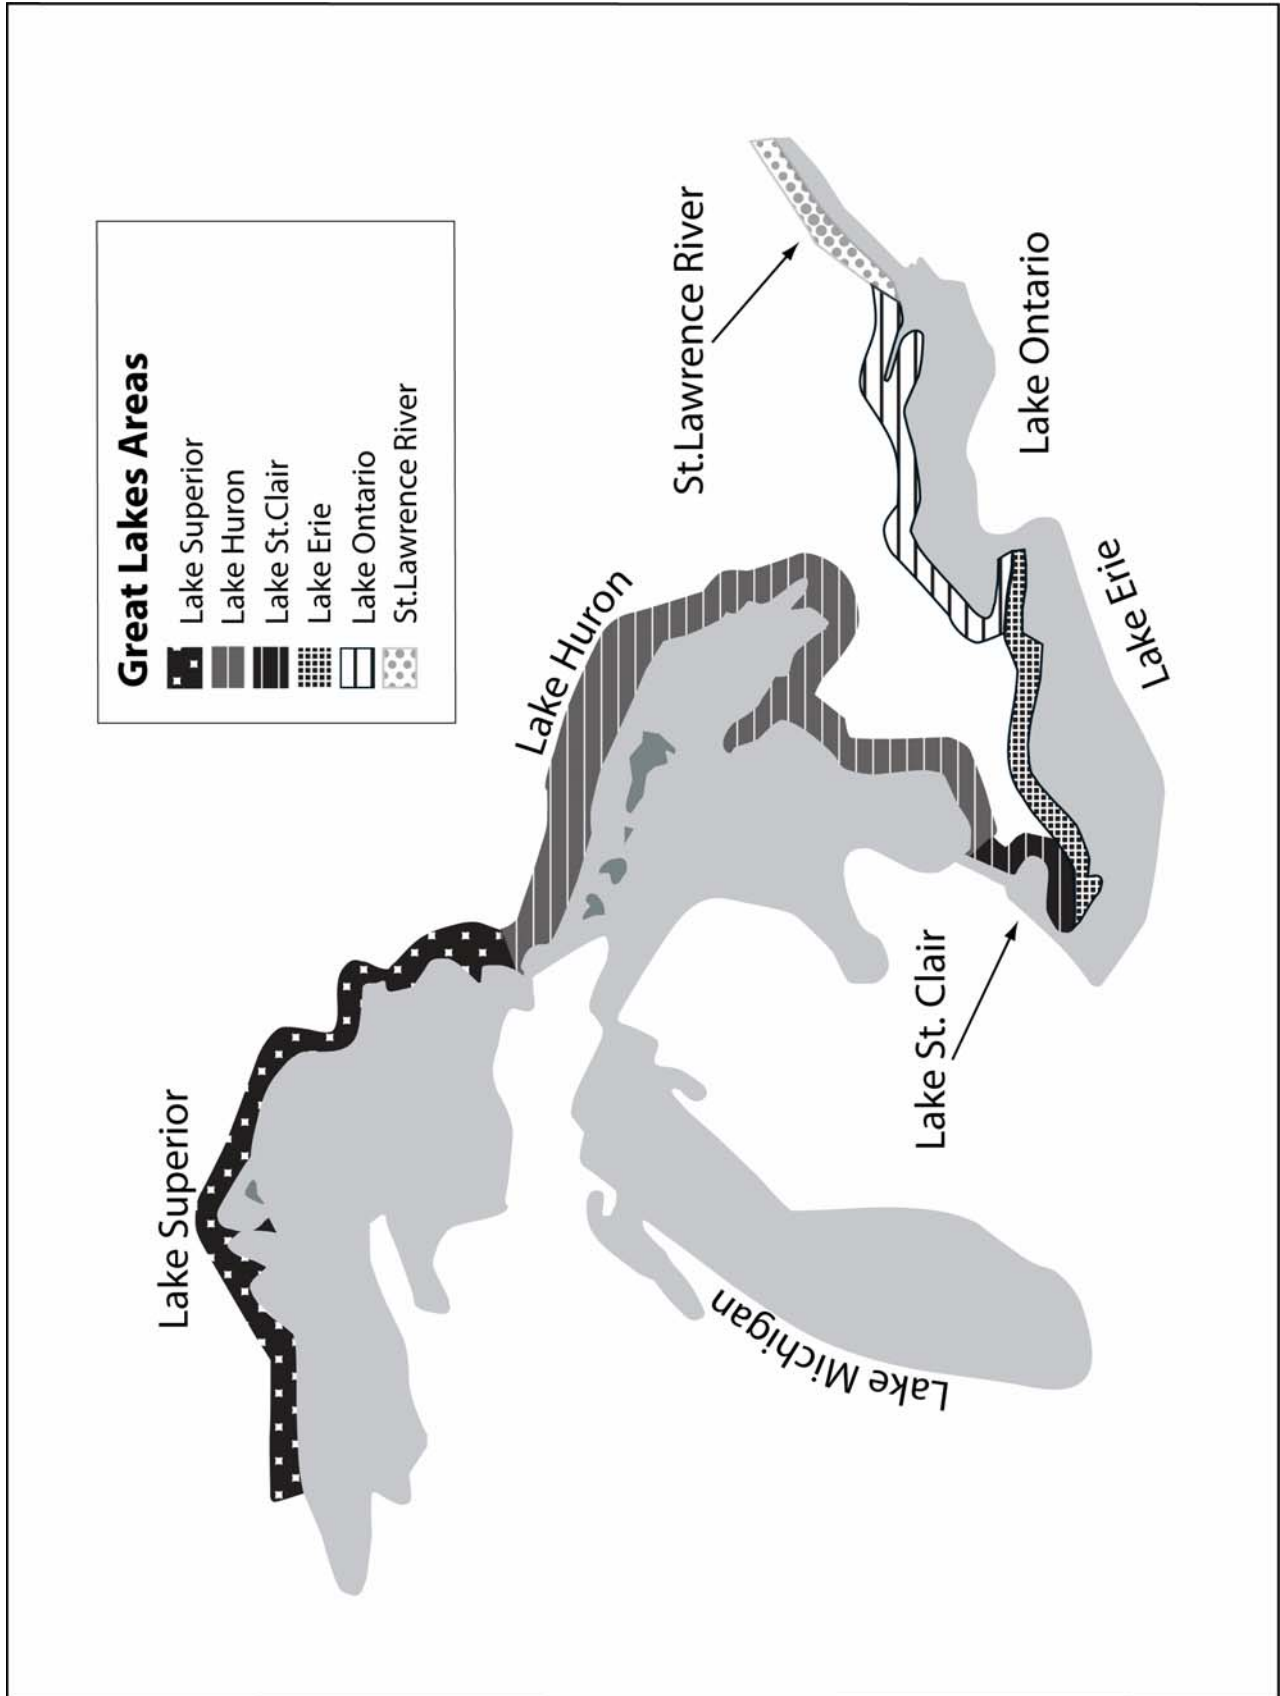 Great Lakes Areas
Lake Superior
Lake Huron
Lake St.Clair
Lake Erie
Lake Ontario
St.Lawrence River
Lake Superior
Lake Huron
St.Lawrence River
Lake Michigan
Lake St. Clair
Lake Erie
Lake Ontario